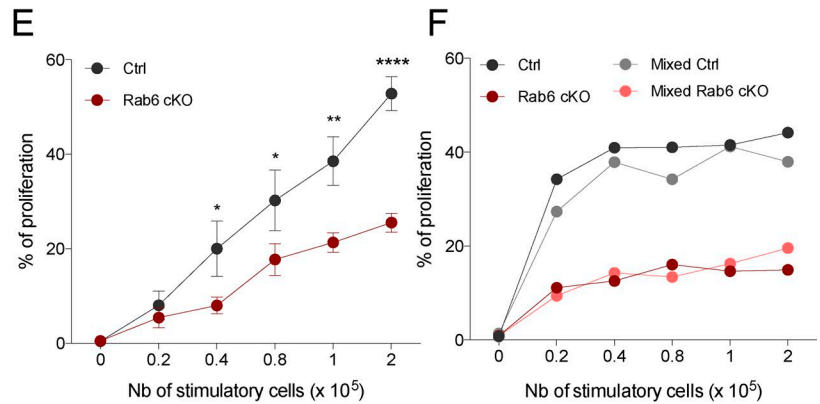 E
Ctrl
Rab6 cKO
*
*
**
****
60
40
20
0
% of proliferation
0 0.2 0.4 0.8 1 2
Nb of stimulatory cells (x 10⁵)
F
Ctrl
Rab6 cKO
Mixed Ctrl
Mixed Rab6 cKO
60
40
20
0
% of proliferation
0 0.2 0.4 0.8 1 2
Nb of stimulatory cells (x 10⁵)